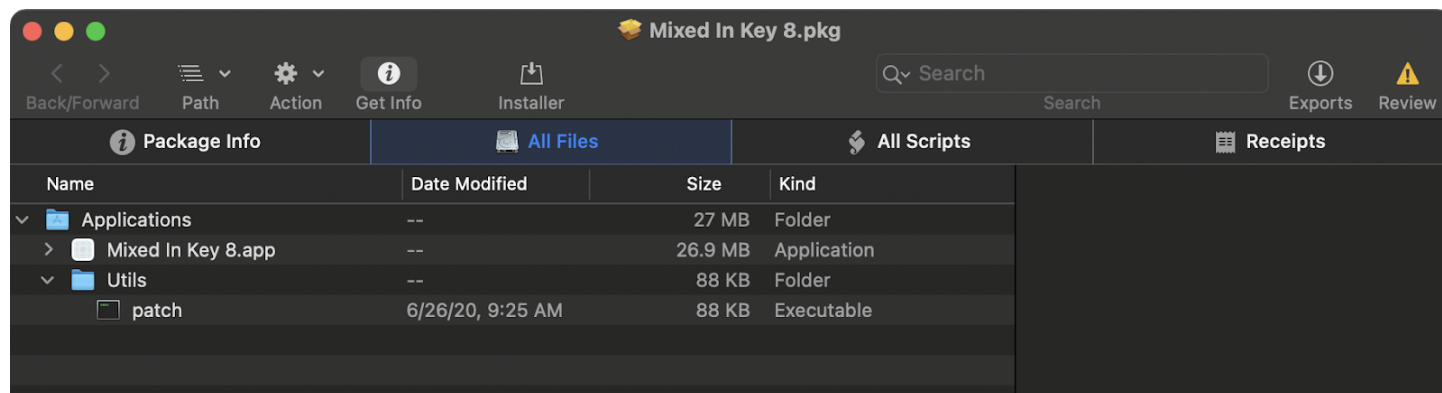 Mixed In Key 8.pkg
Search
Back/Forward Path Action Get Info Installer Search Exports Review
Package Info All Files All Scripts Receipts
Name Date Modified Size Kind
Applications -- 27 MB Folder
Mixed In Key 8.app -- 26.9 MB Application
Utils -- 88 KB Folder
patch 6/26/20, 9:25 AM 88 KB Executable